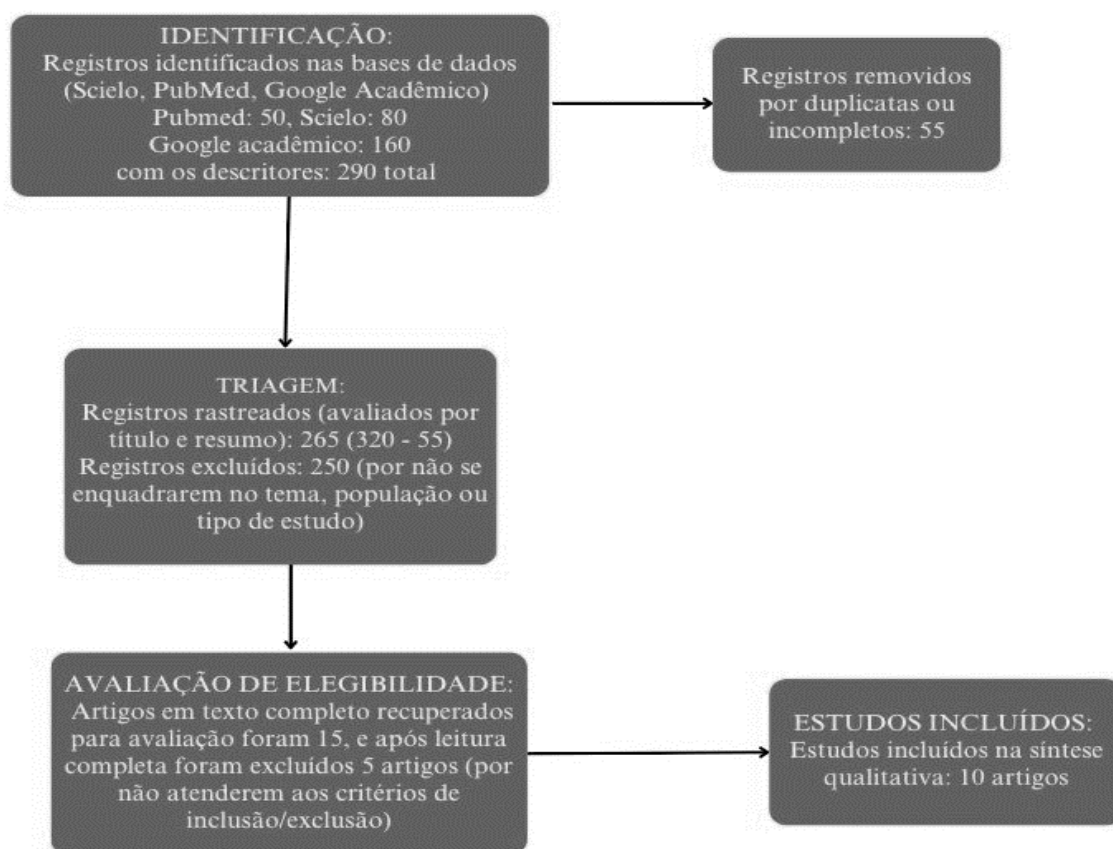 IDENTIFICAÇÃO:
Registros identificados nas bases de dados
(Scielo, PubMed, Google Acadêmico)
Pubmed: 50, Scielo: 80
Google acadêmico: 160
com os descritores: 290 total
Registros removidos
por duplicatas ou
incompletos: 55
TRIAGEM:
Registros rastreados (avaliados por
título e resumo): 265 (320 - 55)
Registros excluídos: 250 (por não se
enquadrarem no tema, população ou
tipo de estudo)
AVALIAÇÃO DE ELEGIBILIDADE:
Artigos em texto completo recuperados
para avaliação foram 15, e após leitura
completa foram excluídos 5 artigos (por
não atenderem aos critérios de
inclusão/exclusão)
ESTUDOS INCLUÍDOS:
Estudos incluídos na síntese
qualitativa: 10 artigos